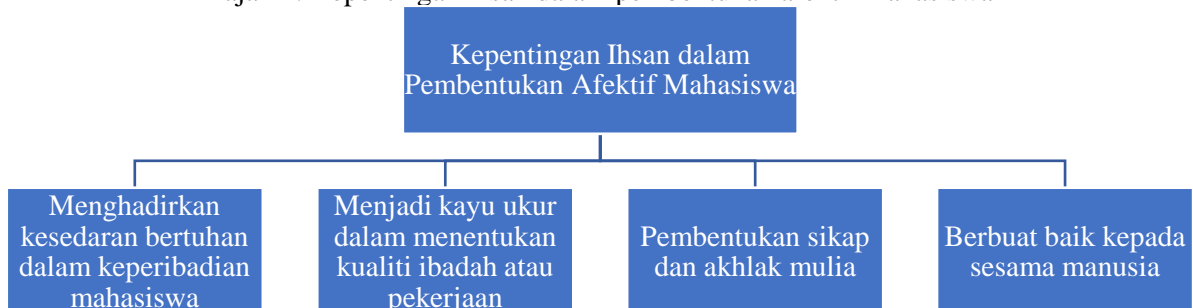 Kepentingan Ihsan dalam
Pembentukan Afektif Mahasiswa
Menghadirkan
kesedaran bertuhan
dalam keperibadian
mahasiswa
Menjadi kayu ukur
dalam menentukan
kualiti ibadah atau
pekerjaan
Pembentukan sikap
dan akhlak mulia
Berbuat baik kepada
sesama manusia